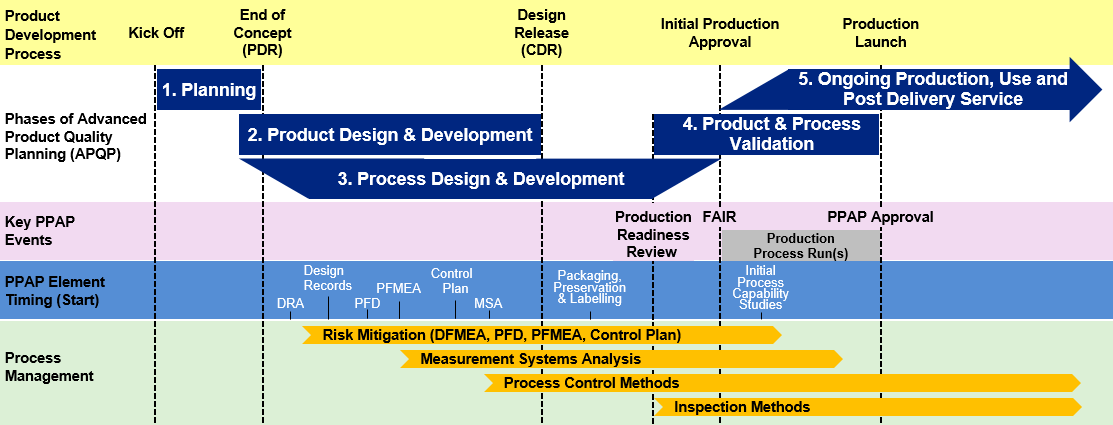 Product
Development
Process
Kick Off
End of
Concept
(PDR)
Design
Release
(CDR)
Initial Production
Approval
Production
Launch
Phases of Advanced
Product Quality
Planning (APQP)
1. Planning
2. Product Design & Development
3. Process Design & Development
4. Product & Process
Validation
5. Ongoing Production, Use and
Post Delivery Service
Key PPAP
Events
Production
Readiness
Review
FAIR
PPAP Approval
Production
Process Run(s)
PPAP Element
Timing (Start)
DRA
Design
Records
PFD
PFMEA
Control
Plan
MSA
Packaging,
Preservation
& Labelling
Initial
Process
Capability
Studies
Process
Management
Risk Mitigation (DFMEA, PFD, PFMEA, Control Plan)
Measurement Systems Analysis
Process Control Methods
Inspection Methods